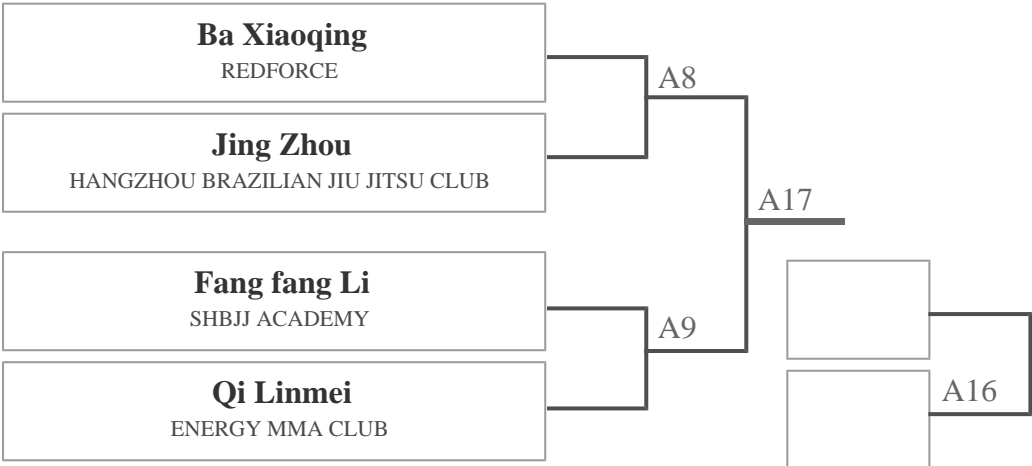 Ba Xiaoqing
REDFORCE
A8
Jing Zhou
HANGZHOU BRAZILIAN JIU JITSU CLUB
A17
Fang fang Li
SHBJJ ACADEMY
A9
Qi Linmei
ENERGY MMA CLUB
A16